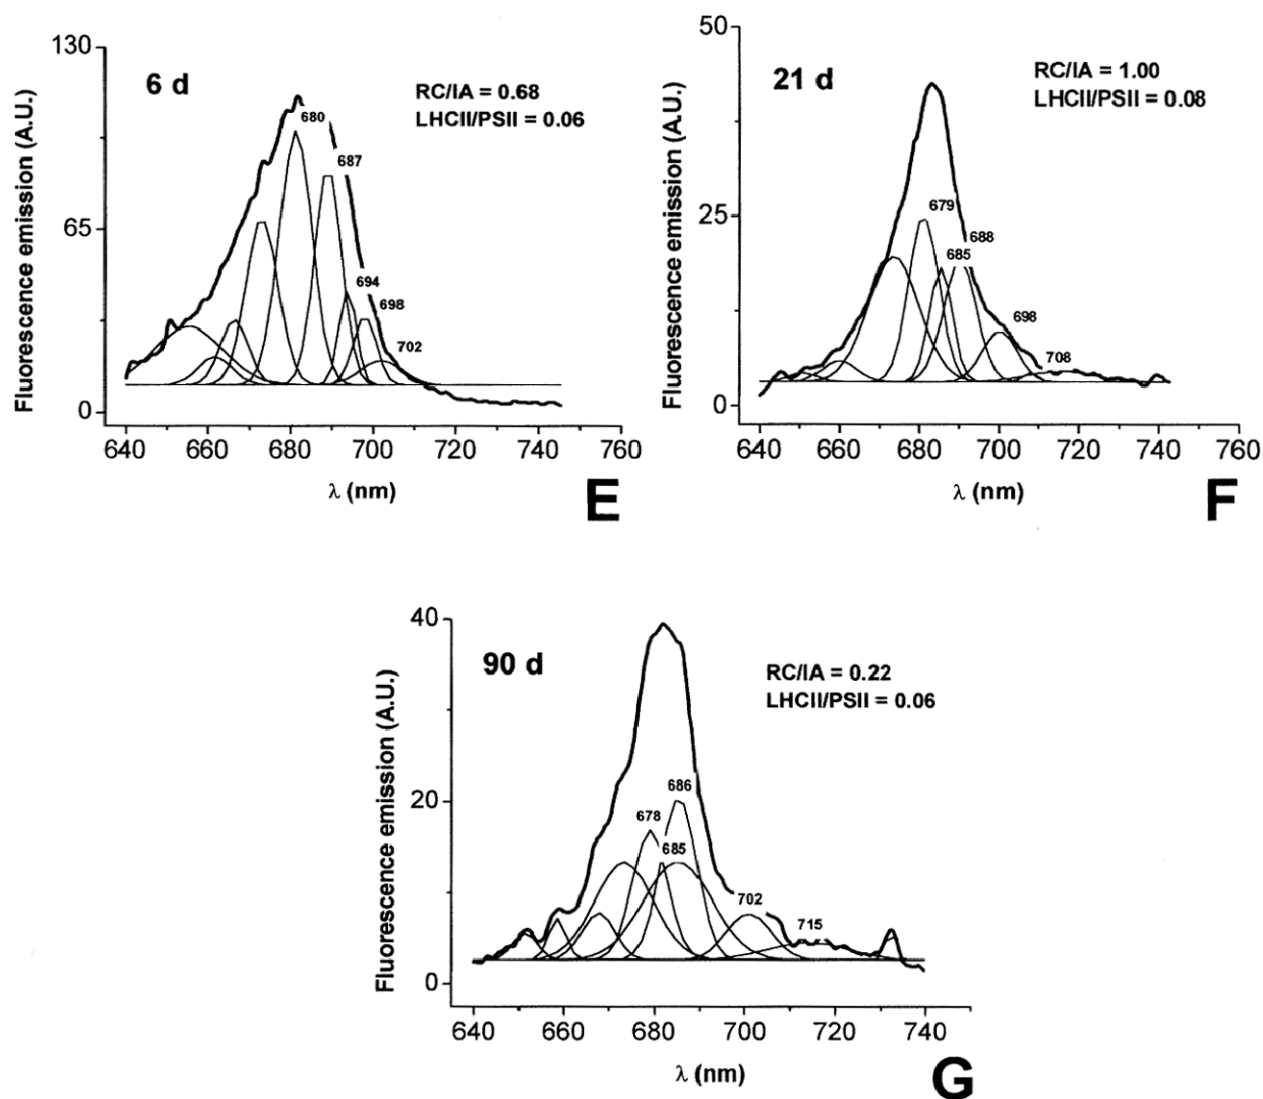 130
65
0
Fluorescence emission (A.U.)
6 d
RC/IA = 0.68
LHCII/PSII = 0.06
680
687
694
698
702
640 660 680 700 720 740 760
λ (nm)
E
50
25
0
Fluorescence emission (A.U.)
21 d
RC/IA = 1.00
LHCII/PSII = 0.08
679
688
685
698
708
640 660 680 700 720 740 760
λ (nm)
F
40
20
0
Fluorescence emission (A.U.)
90 d
RC/IA = 0.22
LHCII/PSII = 0.06
686
678
685
702
715
640 660 680 700 720 740
λ (nm)
G